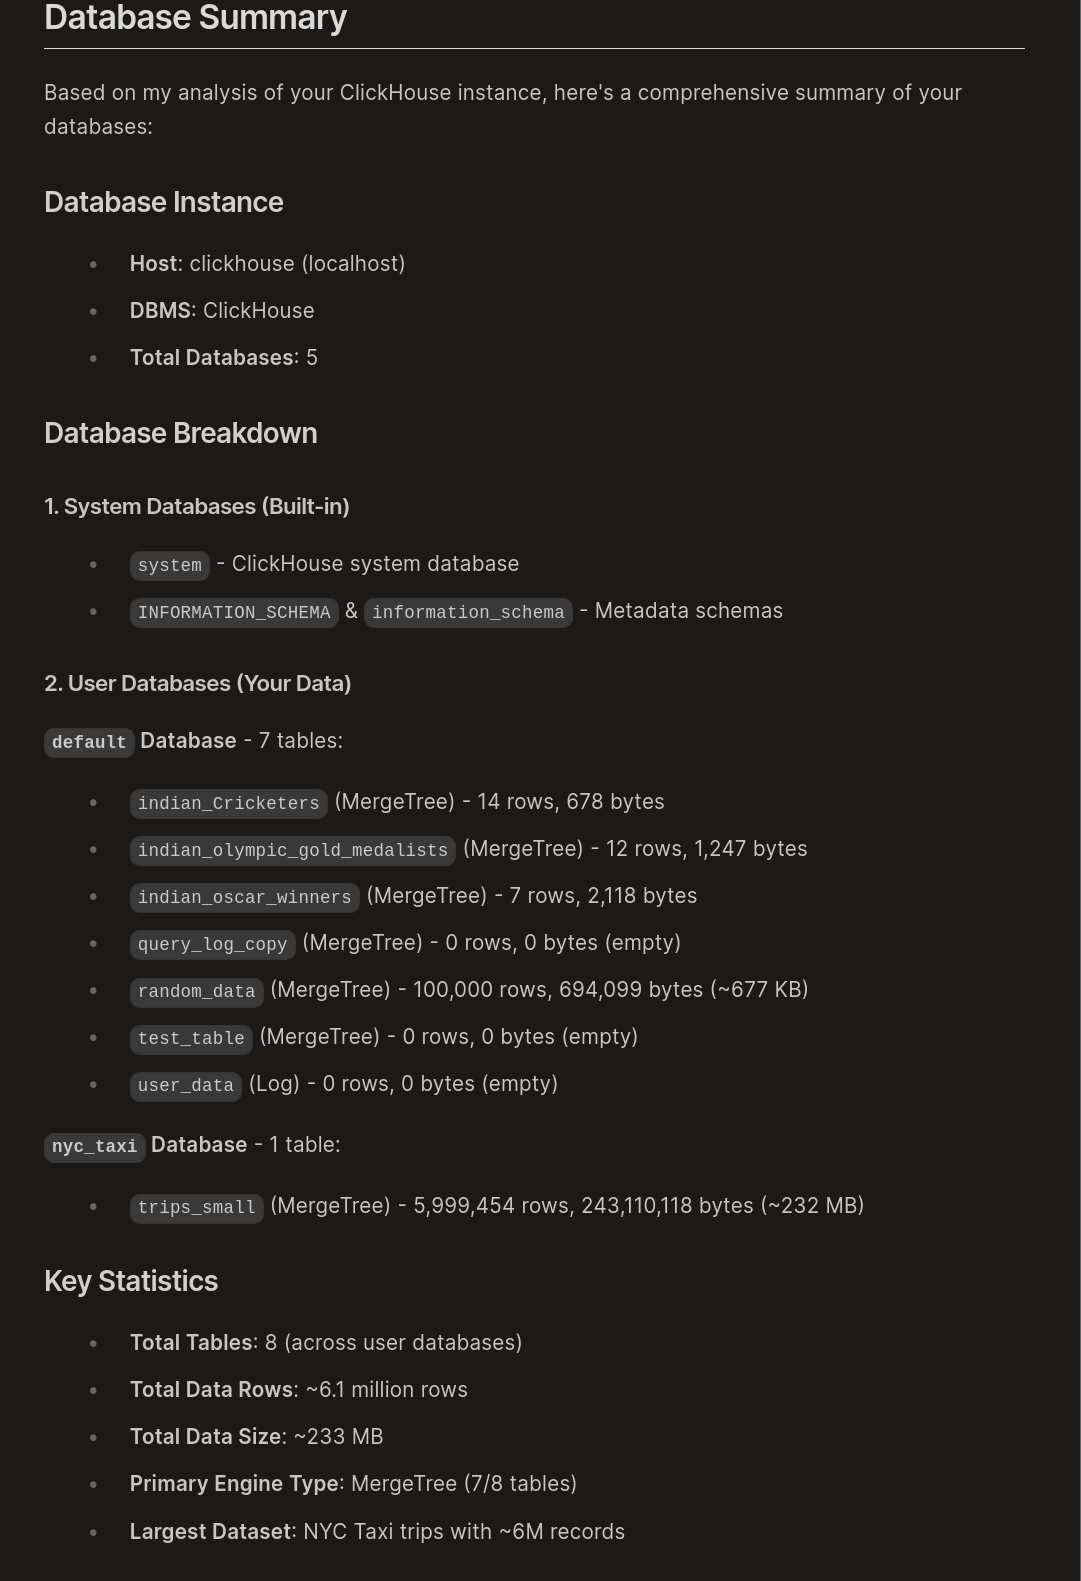 Database Summary
Based on my analysis of your ClickHouse instance, here's a comprehensive summary of your
databases:
Database Instance
• Host: clickhouse (localhost)
• DBMS: ClickHouse
• Total Databases: 5
Database Breakdown
1. System Databases (Built-in)
• system - ClickHouse system database
• INFORMATION_SCHEMA & information_schema - Metadata schemas
2. User Databases (Your Data)
default Database - 7 tables:
• indian_Cricketers (MergeTree) - 14 rows, 678 bytes
• indian_olympic_gold_medalists (MergeTree) - 12 rows, 1,247 bytes
• indian_oscar_winners (MergeTree) - 7 rows, 2,118 bytes
• query_log_copy (MergeTree) - 0 rows, 0 bytes (empty)
• random_data (MergeTree) - 100,000 rows, 694,099 bytes (~677 KB)
• test_table (MergeTree) - 0 rows, 0 bytes (empty)
• user_data (Log) - 0 rows, 0 bytes (empty)
nyc_taxi Database - 1 table:
• trips_small (MergeTree) - 5,999,454 rows, 243,110,118 bytes (~232 MB)
Key Statistics
• Total Tables: 8 (across user databases)
• Total Data Rows: ~6.1 million rows
• Total Data Size: ~233 MB
• Primary Engine Type: MergeTree (7/8 tables)
• Largest Dataset: NYC Taxi trips with ~6M records